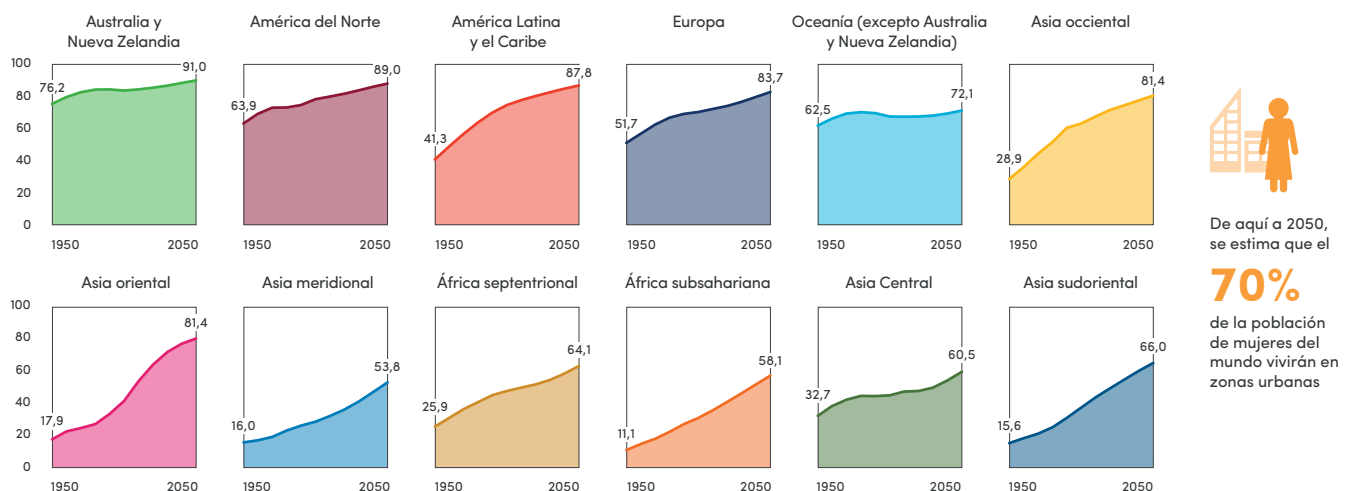 Australia y
Nueva Zelandia
América del Norte
América Latina
y el Caribe
Europa
Oceanía (excepto Australia
y Nueva Zelandia)
Asia occiental
100
80
60
40
20
0
76,2
91,0
1950
2050
63,9
89,0
1950
2050
41,3
87,8
1950
2050
51,7
83,7
1950
2050
62,5
72,1
1950
2050
28,9
81,4
1950
2050
Asia oriental
Asia meridional
África septentrional
África subsahariana
Asia Central
Asia sudoriental
100
80
60
40
20
0
17,9
81,4
1950
2050
16,0
53,8
1950
2050
25,9
64,1
1950
2050
11,1
58,1
1950
2050
32,7
60,5
1950
2050
15,6
66,0
1950
2050
De aquí a 2050,
se estima que el
70%
de la población
de mujeres del
mundo vivirán en
zonas urbanas